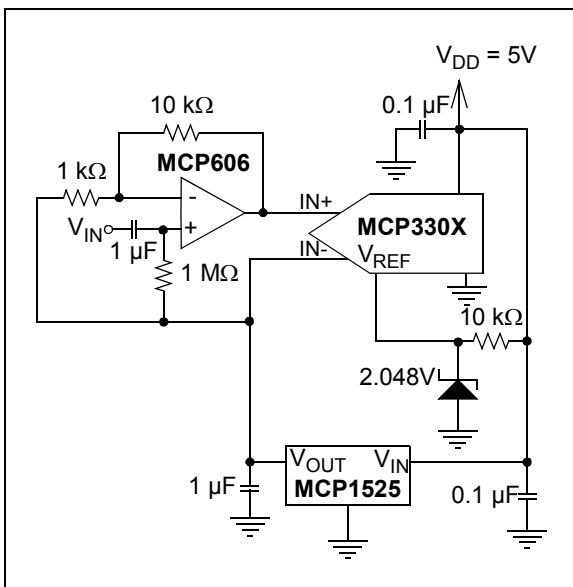 V_DD = 5V
10 kΩ
0.1 µF
MCP606
1 kΩ
-
IN+
V_IN
+
MCP330X
1 µF
IN-
V_REF
1 MΩ
10 kΩ
2.048V
V_OUT
V_IN
1 µF
MCP1525
0.1 µF